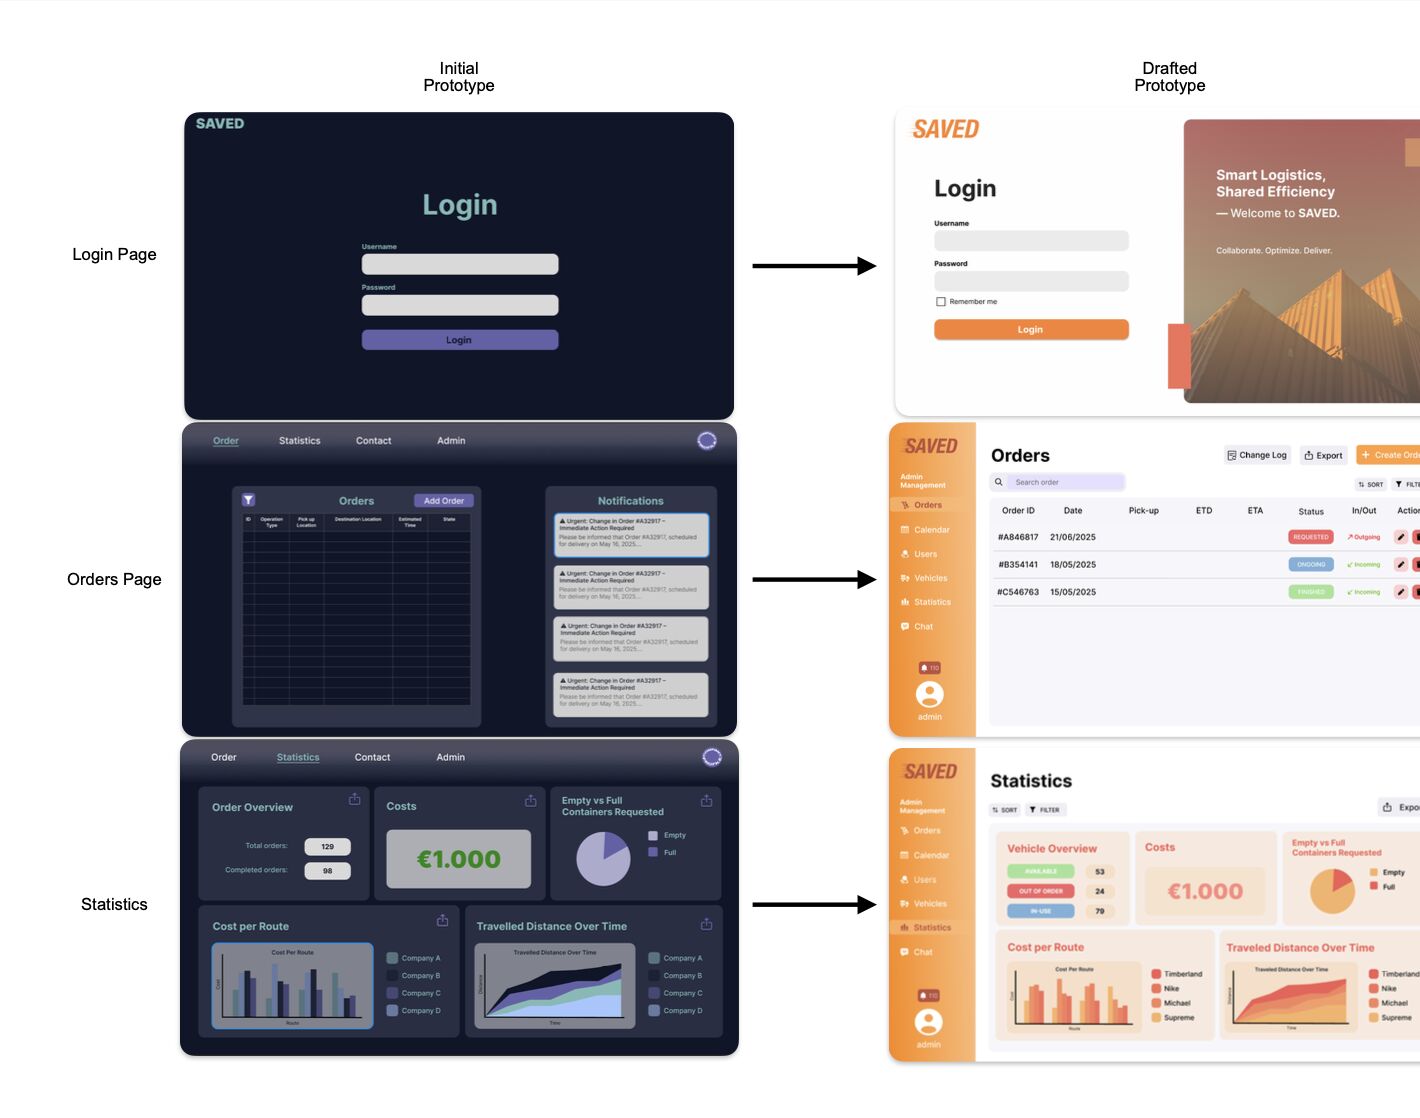 Initial
Prototype
Drafted
Prototype
Login Page
SAVED
Login
Username
Password
Login
SAVED
Login
Username
Password
Remember me
Login
Smart Logistics,
Shared Efficiency
— Welcome to SAVED.
Collaborate. Optimize. Deliver.
Orders Page
Order Statistics Contact Admin
Orders
Add Order
ID Operation Type Pick up Location Destination Location Estimated Time State
Notifications
Urgent: Change in Order #A32917 –
Immediate Action Required
Please be informed that Order #A32917, scheduled
for delivery on May 16, 2025....
Urgent: Change in Order #A32917 –
Immediate Action Required
Please be informed that Order #A32917, scheduled
for delivery on May 16, 2025....
Urgent: Change in Order #A32917 –
Immediate Action Required
Please be informed that Order #A32917, scheduled
for delivery on May 16, 2025....
Urgent: Change in Order #A32917 –
Immediate Action Required
Please be informed that Order #A32917, scheduled
for delivery on May 16, 2025....
SAVED
Admin
Management
Orders
Calendar
Users
Vehicles
Statistics
Chat
110
admin
Orders
Change Log
Export
+ Create Orde
Search order
SORT
FILTE
Order ID Date Pick-up ETD ETA Status In/Out Action
#A846817 21/06/2025 REQUESTED Outgoing
#B354141 18/05/2025 ONGOING Incoming
#C546763 15/05/2025 FINISHED Incoming
Statistics
Order Statistics Contact Admin
Order Overview
Total orders: 129
Completed orders: 98
Costs
€1.000
Empty vs Full
Containers Requested
Empty
Full
Cost per Route
Cost Per Route
Cost
Route
Company A
Company B
Company C
Company D
Travelled Distance Over Time
Travelled Distance Over Time
Distance
Time
Company A
Company B
Company C
Company D
SAVED
Admin
Management
Orders
Calendar
Users
Vehicles
Statistics
Chat
110
admin
Statistics
SORT
FILTER
Expo
Vehicle Overview
AVAILABLE 53
OUT OF ORDER 24
IN-USE 79
Costs
€1.000
Empty vs Full
Containers Requested
Empty
Full
Cost per Route
Cost Per Route
Cost
Route
Timberland
Nike
Michael
Supreme
Traveled Distance Over Time
Traveled Distance Over Time
Distance
Time
Timberland
Nike
Michael
Supreme